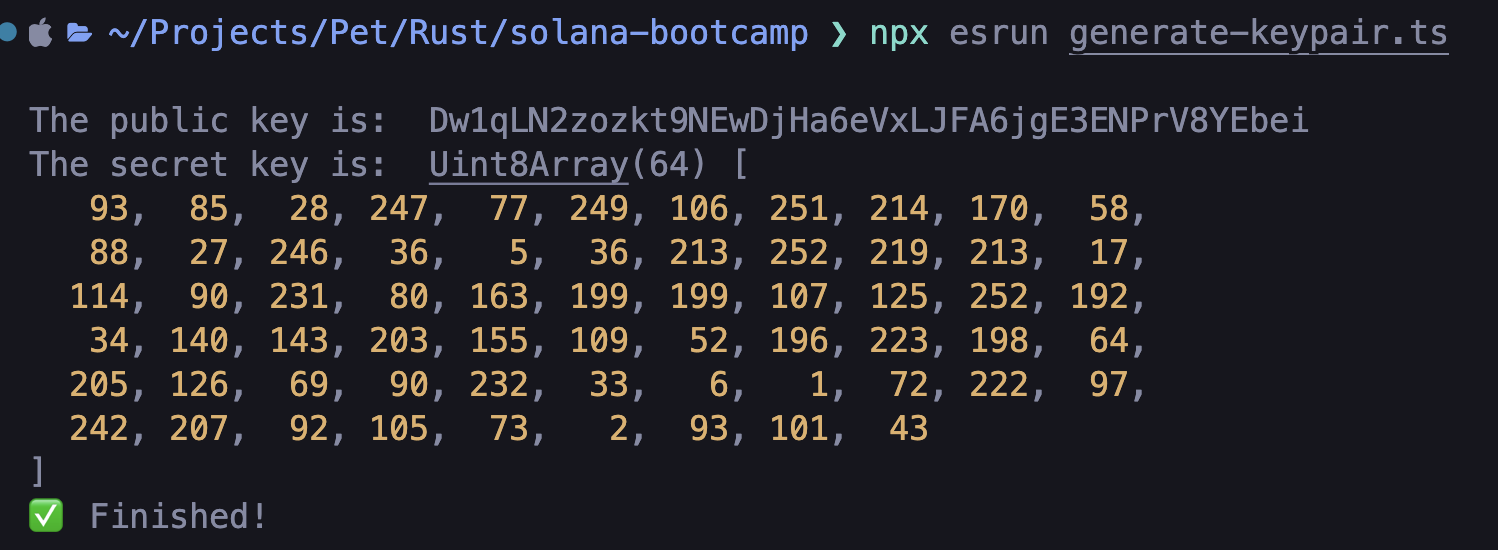 ~/Projects/Pet/Rust/solana-bootcamp ❯ npx esrun generate-keypair.ts
The public key is:  Dw1qLN2zozkt9NEwDjHa6eVxLJFA6jgE3ENPrV8YEbei
The secret key is:  Uint8Array(64) [
93, 85, 28, 247, 77, 249, 106, 251, 214, 170, 58,
88, 27, 246, 36, 5, 36, 213, 252, 219, 213, 17,
114, 90, 231, 80, 163, 199, 199, 107, 125, 252, 192,
34, 140, 143, 203, 155, 109, 52, 196, 223, 198, 64,
205, 126, 69, 90, 232, 33, 6, 1, 72, 222, 97,
242, 207, 92, 105, 73, 2, 93, 101, 43
]
✅ Finished!